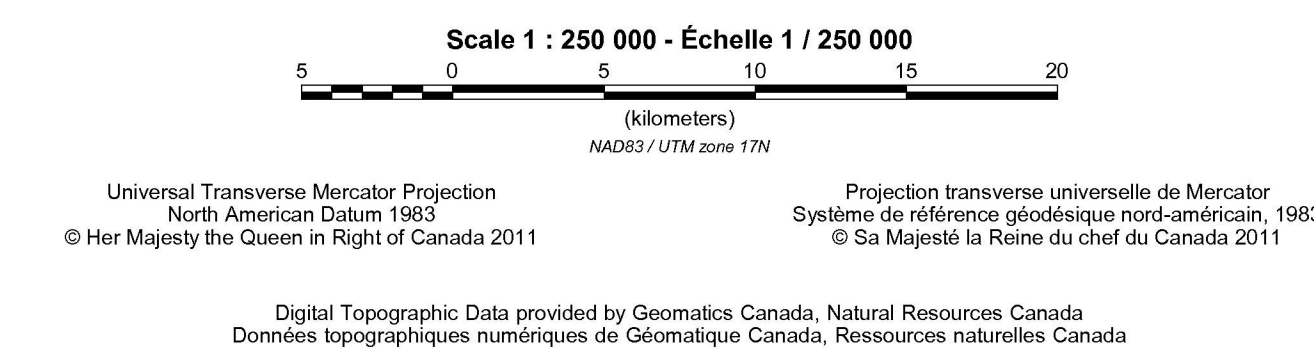 Scale 1 : 250 000 - Échelle 1 / 250 000
5 0 5 10 15 20
(kilometers)
NAD83 / UTM zone 17N
Universal Transverse Mercator Projection
North American Datum 1983
© Her Majesty the Queen in Right of Canada 2011
Projection transverse universelle de Mercator
Système de référence géodésique nord-américain, 1983
© Sa Majesté la Reine du chef du Canada 2011
Digital Topographic Data provided by Geomatics Canada, Natural Resources Canada
Données topographiques numériques de Géomatique Canada, Ressources naturelles Canada